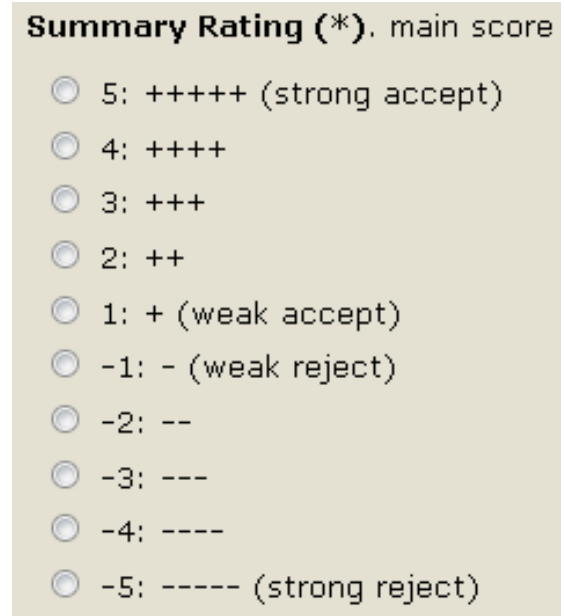 Summary Rating (*). main score
5: +++++ (strong accept)
4: ++++
3: +++
2: ++
1: + (weak accept)
-1: - (weak reject)
-2: --
-3: ---
-4: ----
-5: ----- (strong reject)